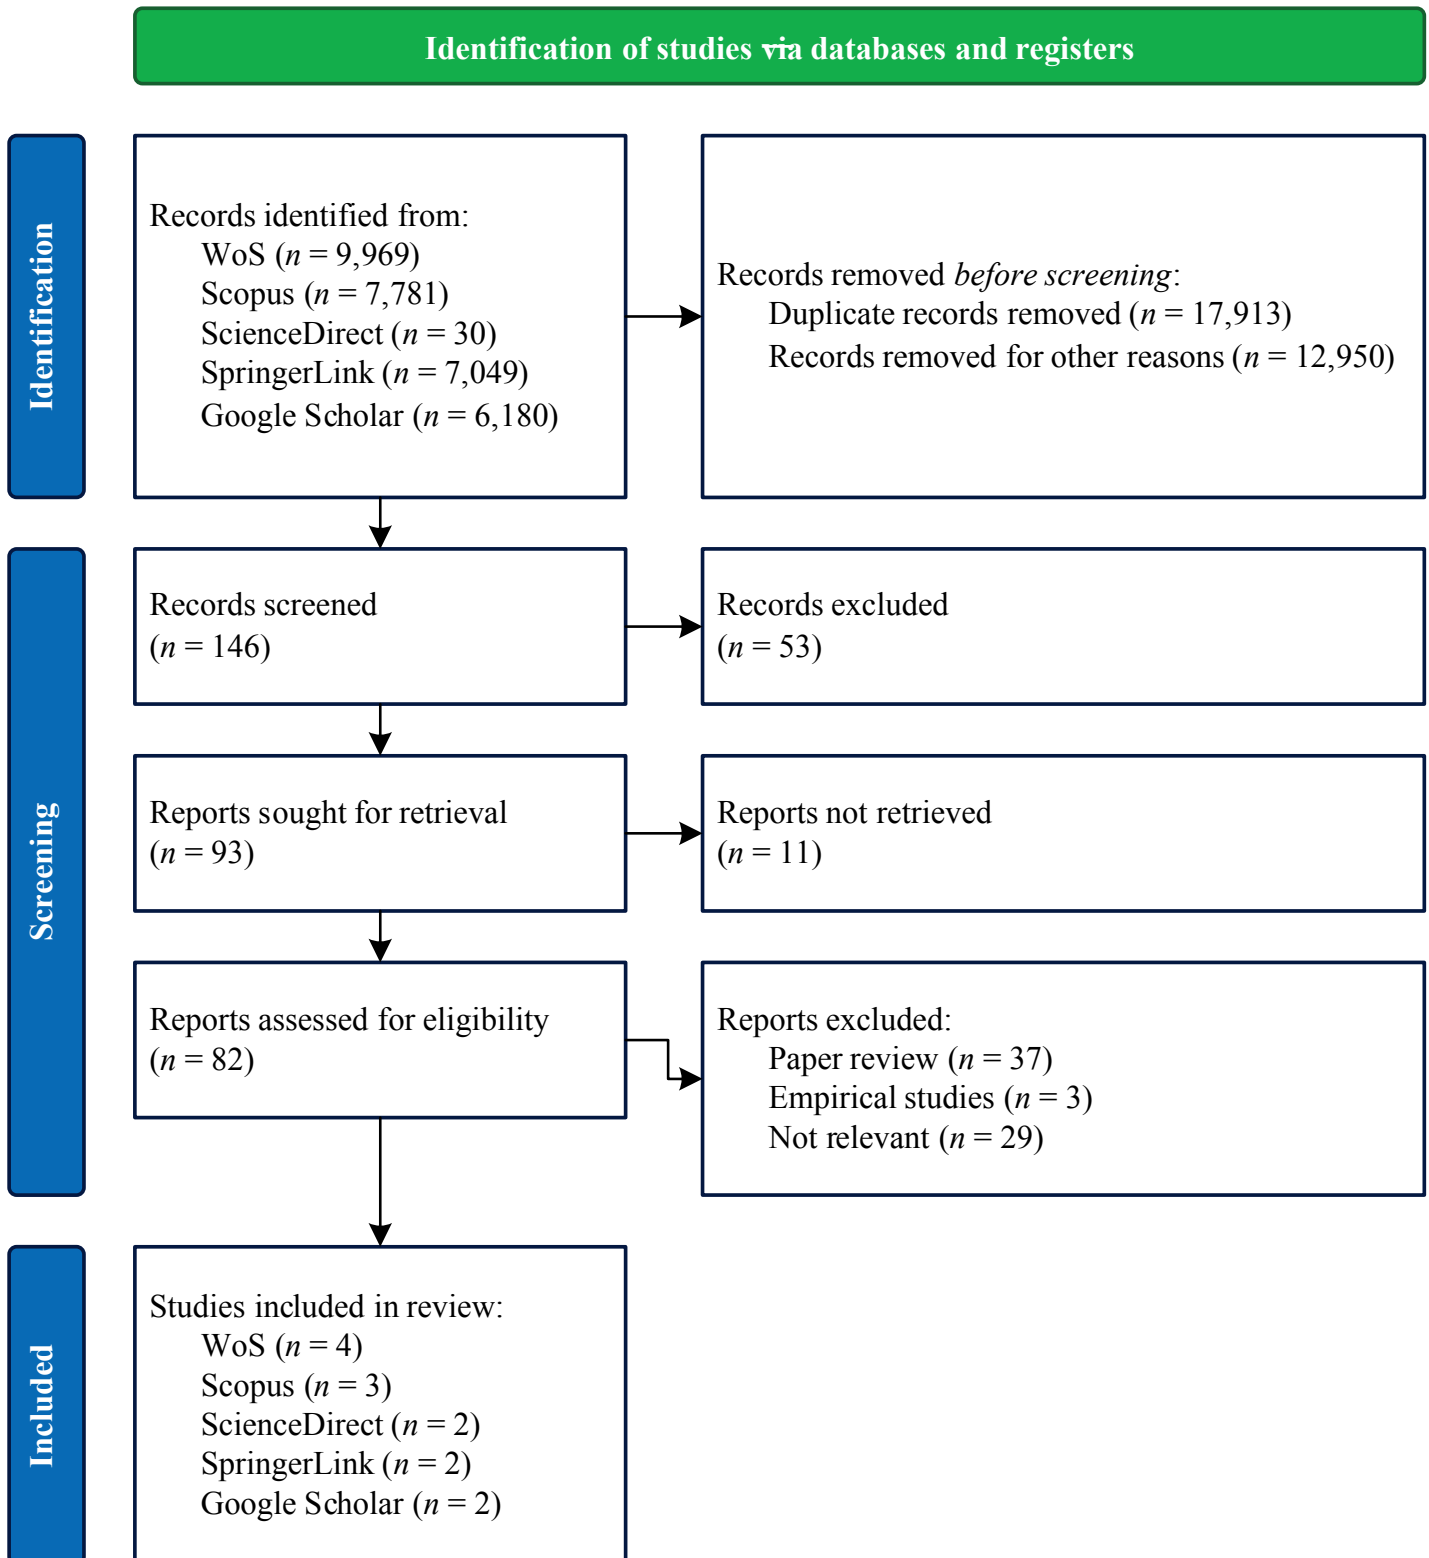 Identification of studies via databases and registers
Identification
Records identified from:
WoS (n = 9,969)
Scopus (n = 7,781)
ScienceDirect (n = 30)
SpringerLink (n = 7,049)
Google Scholar (n = 6,180)
Records removed before screening:
Duplicate records removed (n = 17,913)
Records removed for other reasons (n = 12,950)
Screening
Records screened
(n = 146)
Records excluded
(n = 53)
Reports sought for retrieval
(n = 93)
Reports not retrieved
(n = 11)
Reports assessed for eligibility
(n = 82)
Reports excluded:
Paper review (n = 37)
Empirical studies (n = 3)
Not relevant (n = 29)
Included
Studies included in review:
WoS (n = 4)
Scopus (n = 3)
ScienceDirect (n = 2)
SpringerLink (n = 2)
Google Scholar (n = 2)